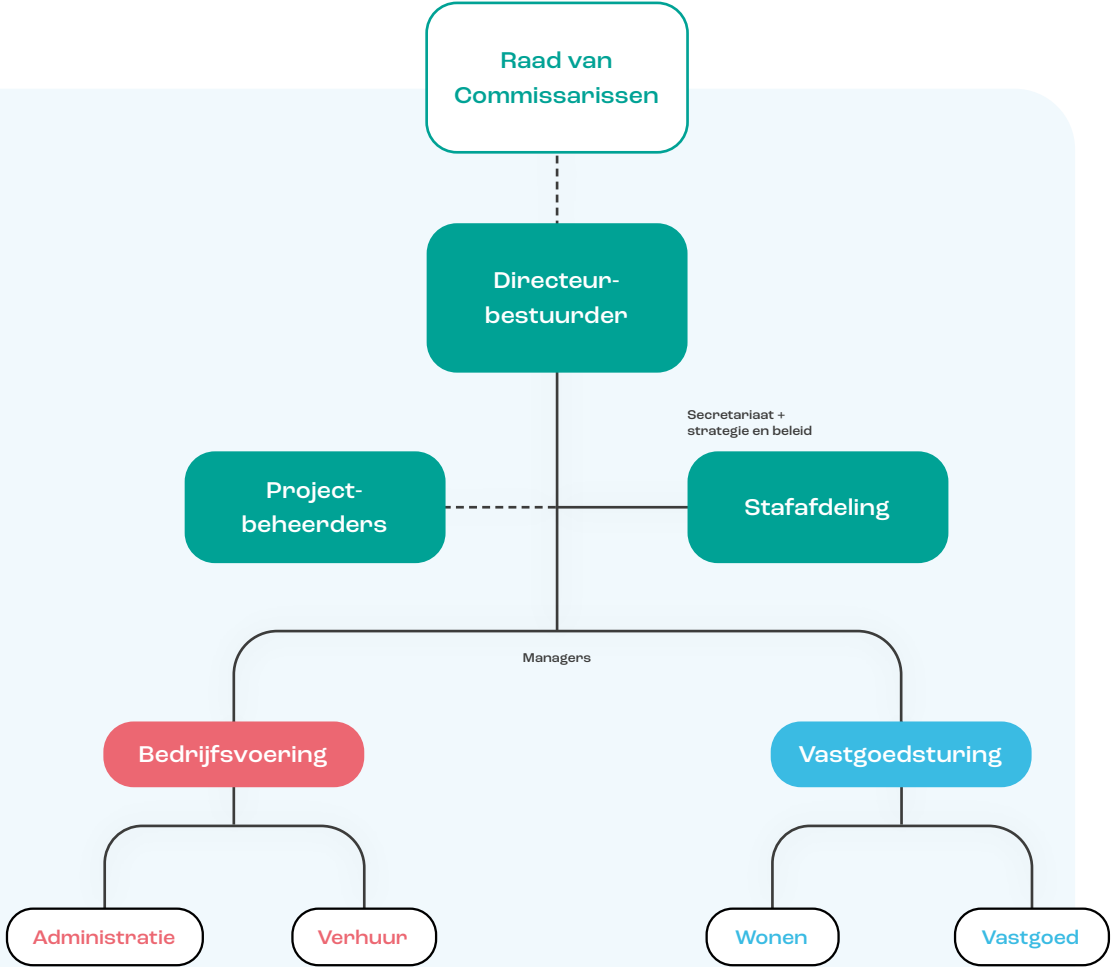 Raad van
Commissarissen
Directeur-
bestuurder
Secretariaat +
strategie en beleid
Project-
beheerders
Stafafdeling
Managers
Bedrijfsvoering
Vastgoedsturing
Administratie
Verhuur
Wonen
Vastgoed